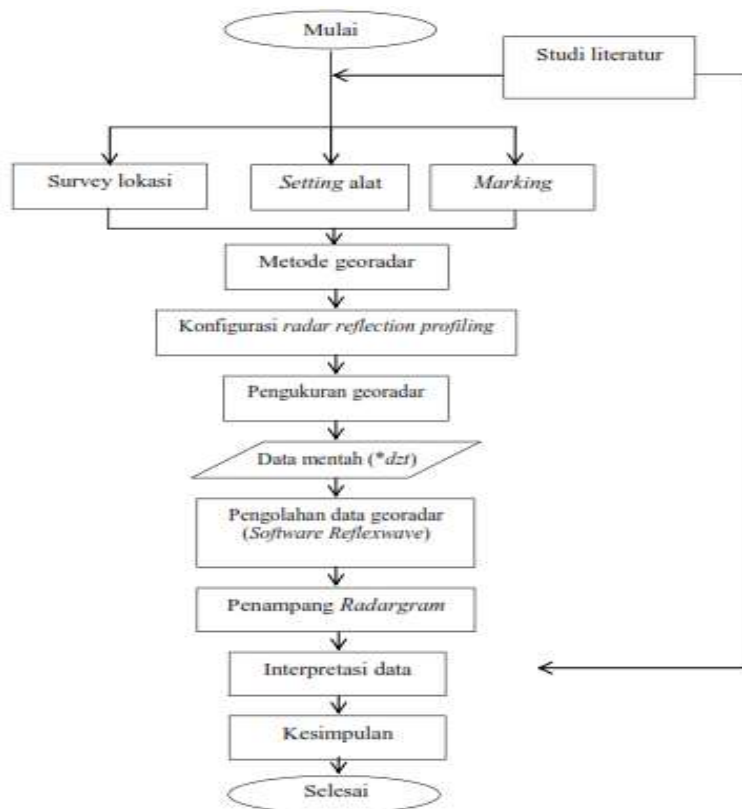 Mulai
Studi literatur
Survey lokasi
Setting alat
Marking
Metode georadar
Konfigurasi radar reflection profiling
Pengukuran georadar
Data mentah (*dzt)
Pengolahan data georadar
(Software Reflexwave)
Penampang Radargram
Interpretasi data
Kesimpulan
Selesai